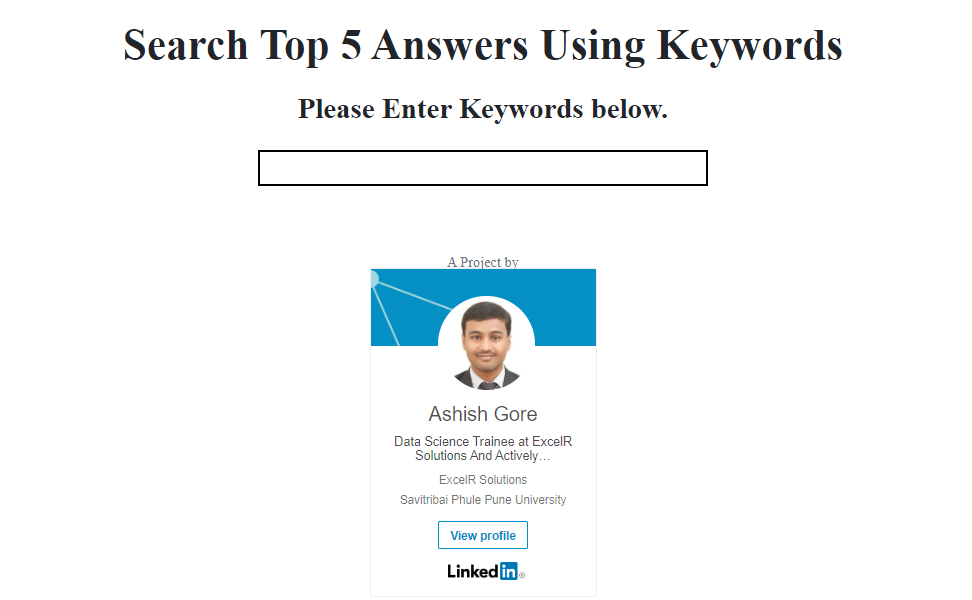 Search Top 5 Answers Using Keywords
Please Enter Keywords below.
A Project by
Ashish Gore
Data Science Trainee at ExcelR
Solutions And Actively…
ExcelR Solutions
Savitribai Phule Pune University
View profile
Linkedin®